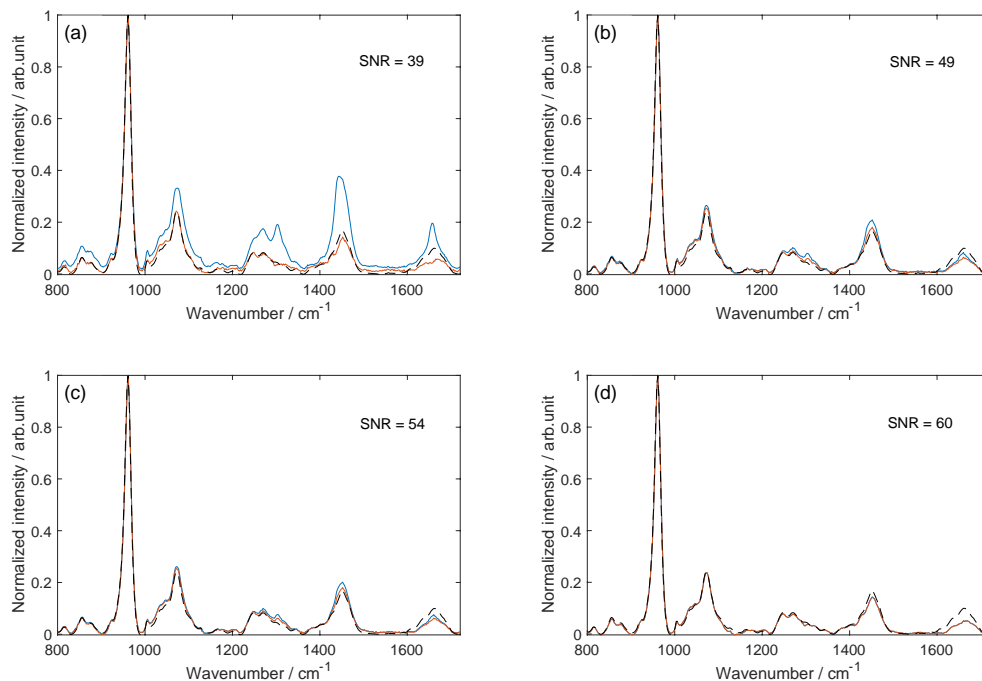 (a)
SNR = 39
Normalized intensity / arb.unit
1
0.8
0.6
0.4
0.2
0
800 1000 1200 1400 1600
Wavenumber / cm⁻¹
(b)
SNR = 49
Normalized intensity / arb.unit
1
0.8
0.6
0.4
0.2
0
800 1000 1200 1400 1600
Wavenumber / cm⁻¹
(c)
SNR = 54
Normalized intensity / arb.unit
1
0.8
0.6
0.4
0.2
0
800 1000 1200 1400 1600
Wavenumber / cm⁻¹
(d)
SNR = 60
Normalized intensity / arb.unit
1
0.8
0.6
0.4
0.2
0
800 1000 1200 1400 1600
Wavenumber / cm⁻¹